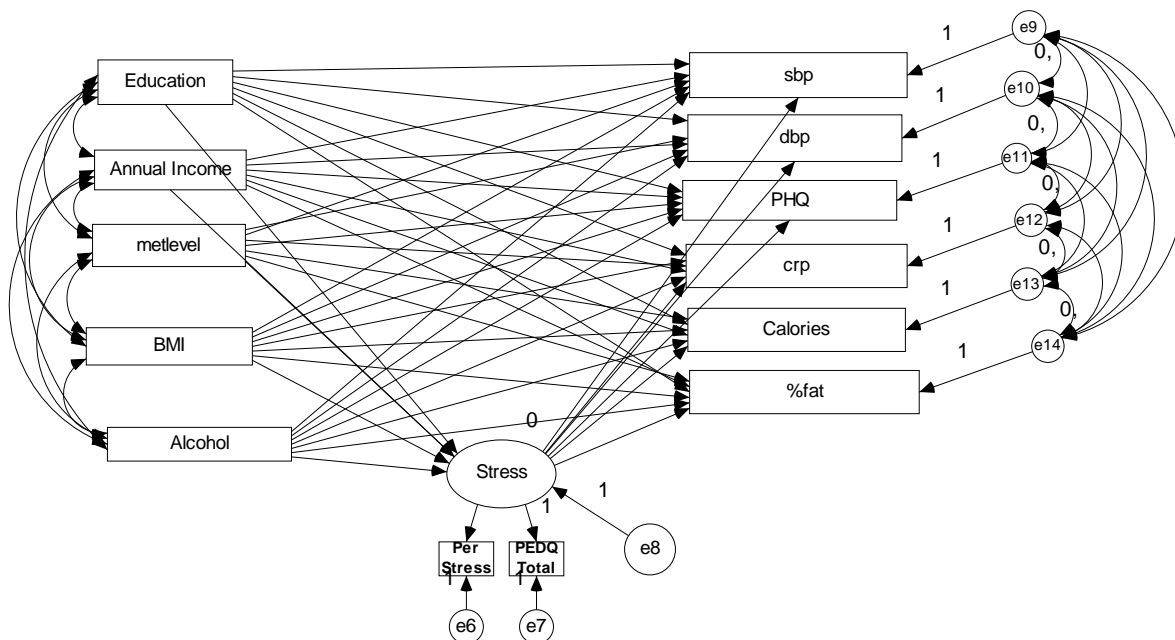 1
e9
sbp
0,
Education
e10
1
dbp
0,
Annual Income
1
e11
PHQ
0,
metlevel
1
e12
crp
0,
1
e13
Calories
0,
BMI
1
e14
%fat
0
Alcohol
Stress
1
1
Per
Stress
PEDQ
Total
e8
1
1
e6
e7